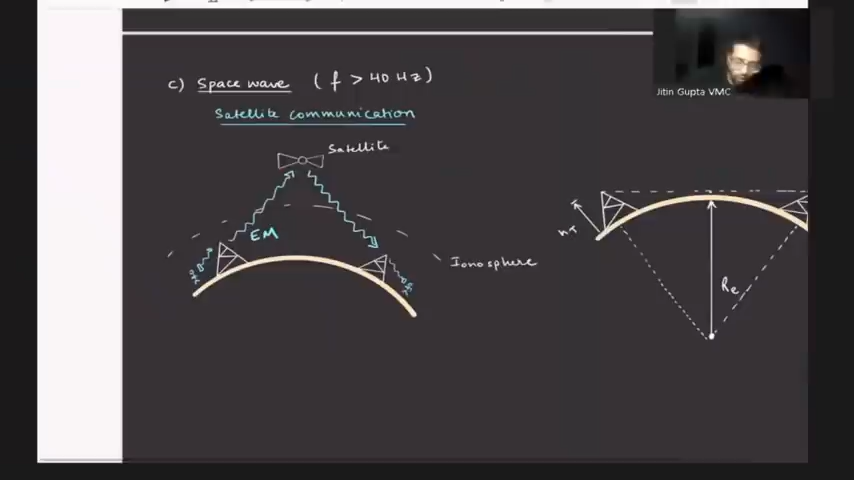 c) Space wave (f > 40 Hz)
Satellite communication
Satellite
EM
Ionosphere
hT
Re
Jitin Gupta VMC